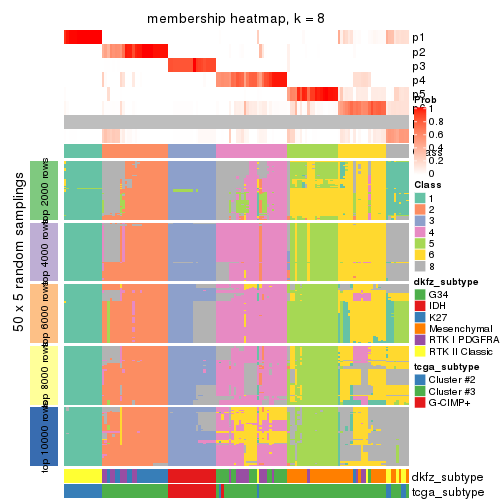 membership heatmap, k = 8
p1
p2
p3
p4
p5
Prob
1
0.8
0.6
0.4
0.2
0
Class
1
2
3
4
5
6
8
dkfz_subtype
G34
IDH
K27
Mesenchymal
RTK I PDGFRA
RTK II Classic
tcga_subtype
Cluster #2
Cluster #3
G-CIMP+
50 x 5 random samplings
top 2000 rows
top 4000 rows
top 6000 rows
top 8000 rows
top 10000 rows
dkfz_subtype
tcga_subtype